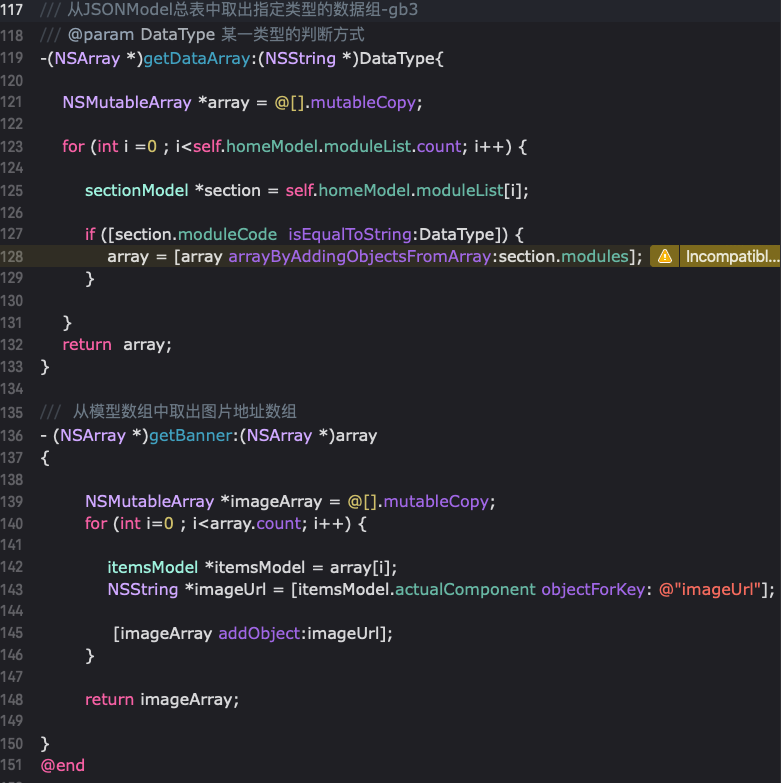 117 /// 从JSONModel总表中取出指定类型的数据组-gb3
118 /// @param DataType 某一类型的判断方式
119 -(NSArray *)getDataArray:(NSString *)DataType{
120
121 NSMutableArray *array = @[].mutableCopy;
122
123 for (int i =0 ; i<self.homeModel.moduleList.count; i++) {
124
125 sectionModel *section = self.homeModel.moduleList[i];
126
127 if ([section.moduleCode  isEqualToString:DataType]) {
128 array = [array arrayByAddingObjectsFromArray:section.modules]; Incompatibl...
129 }
130
131 }
132 return  array;
133 }
134
135 ///  从模型数组中取出图片地址数组
136 - (NSArray *)getBanner:(NSArray *)array
137 {
138
139 NSMutableArray *imageArray = @[].mutableCopy;
140 for (int i=0 ; i<array.count; i++) {
141
142 itemsModel *itemsModel = array[i];
143 NSString *imageUrl = [itemsModel.actualComponent objectForKey: @"imageUrl"];
144
145 [imageArray addObject:imageUrl];
146 }
147
148 return imageArray;
149
150 }
151 @end